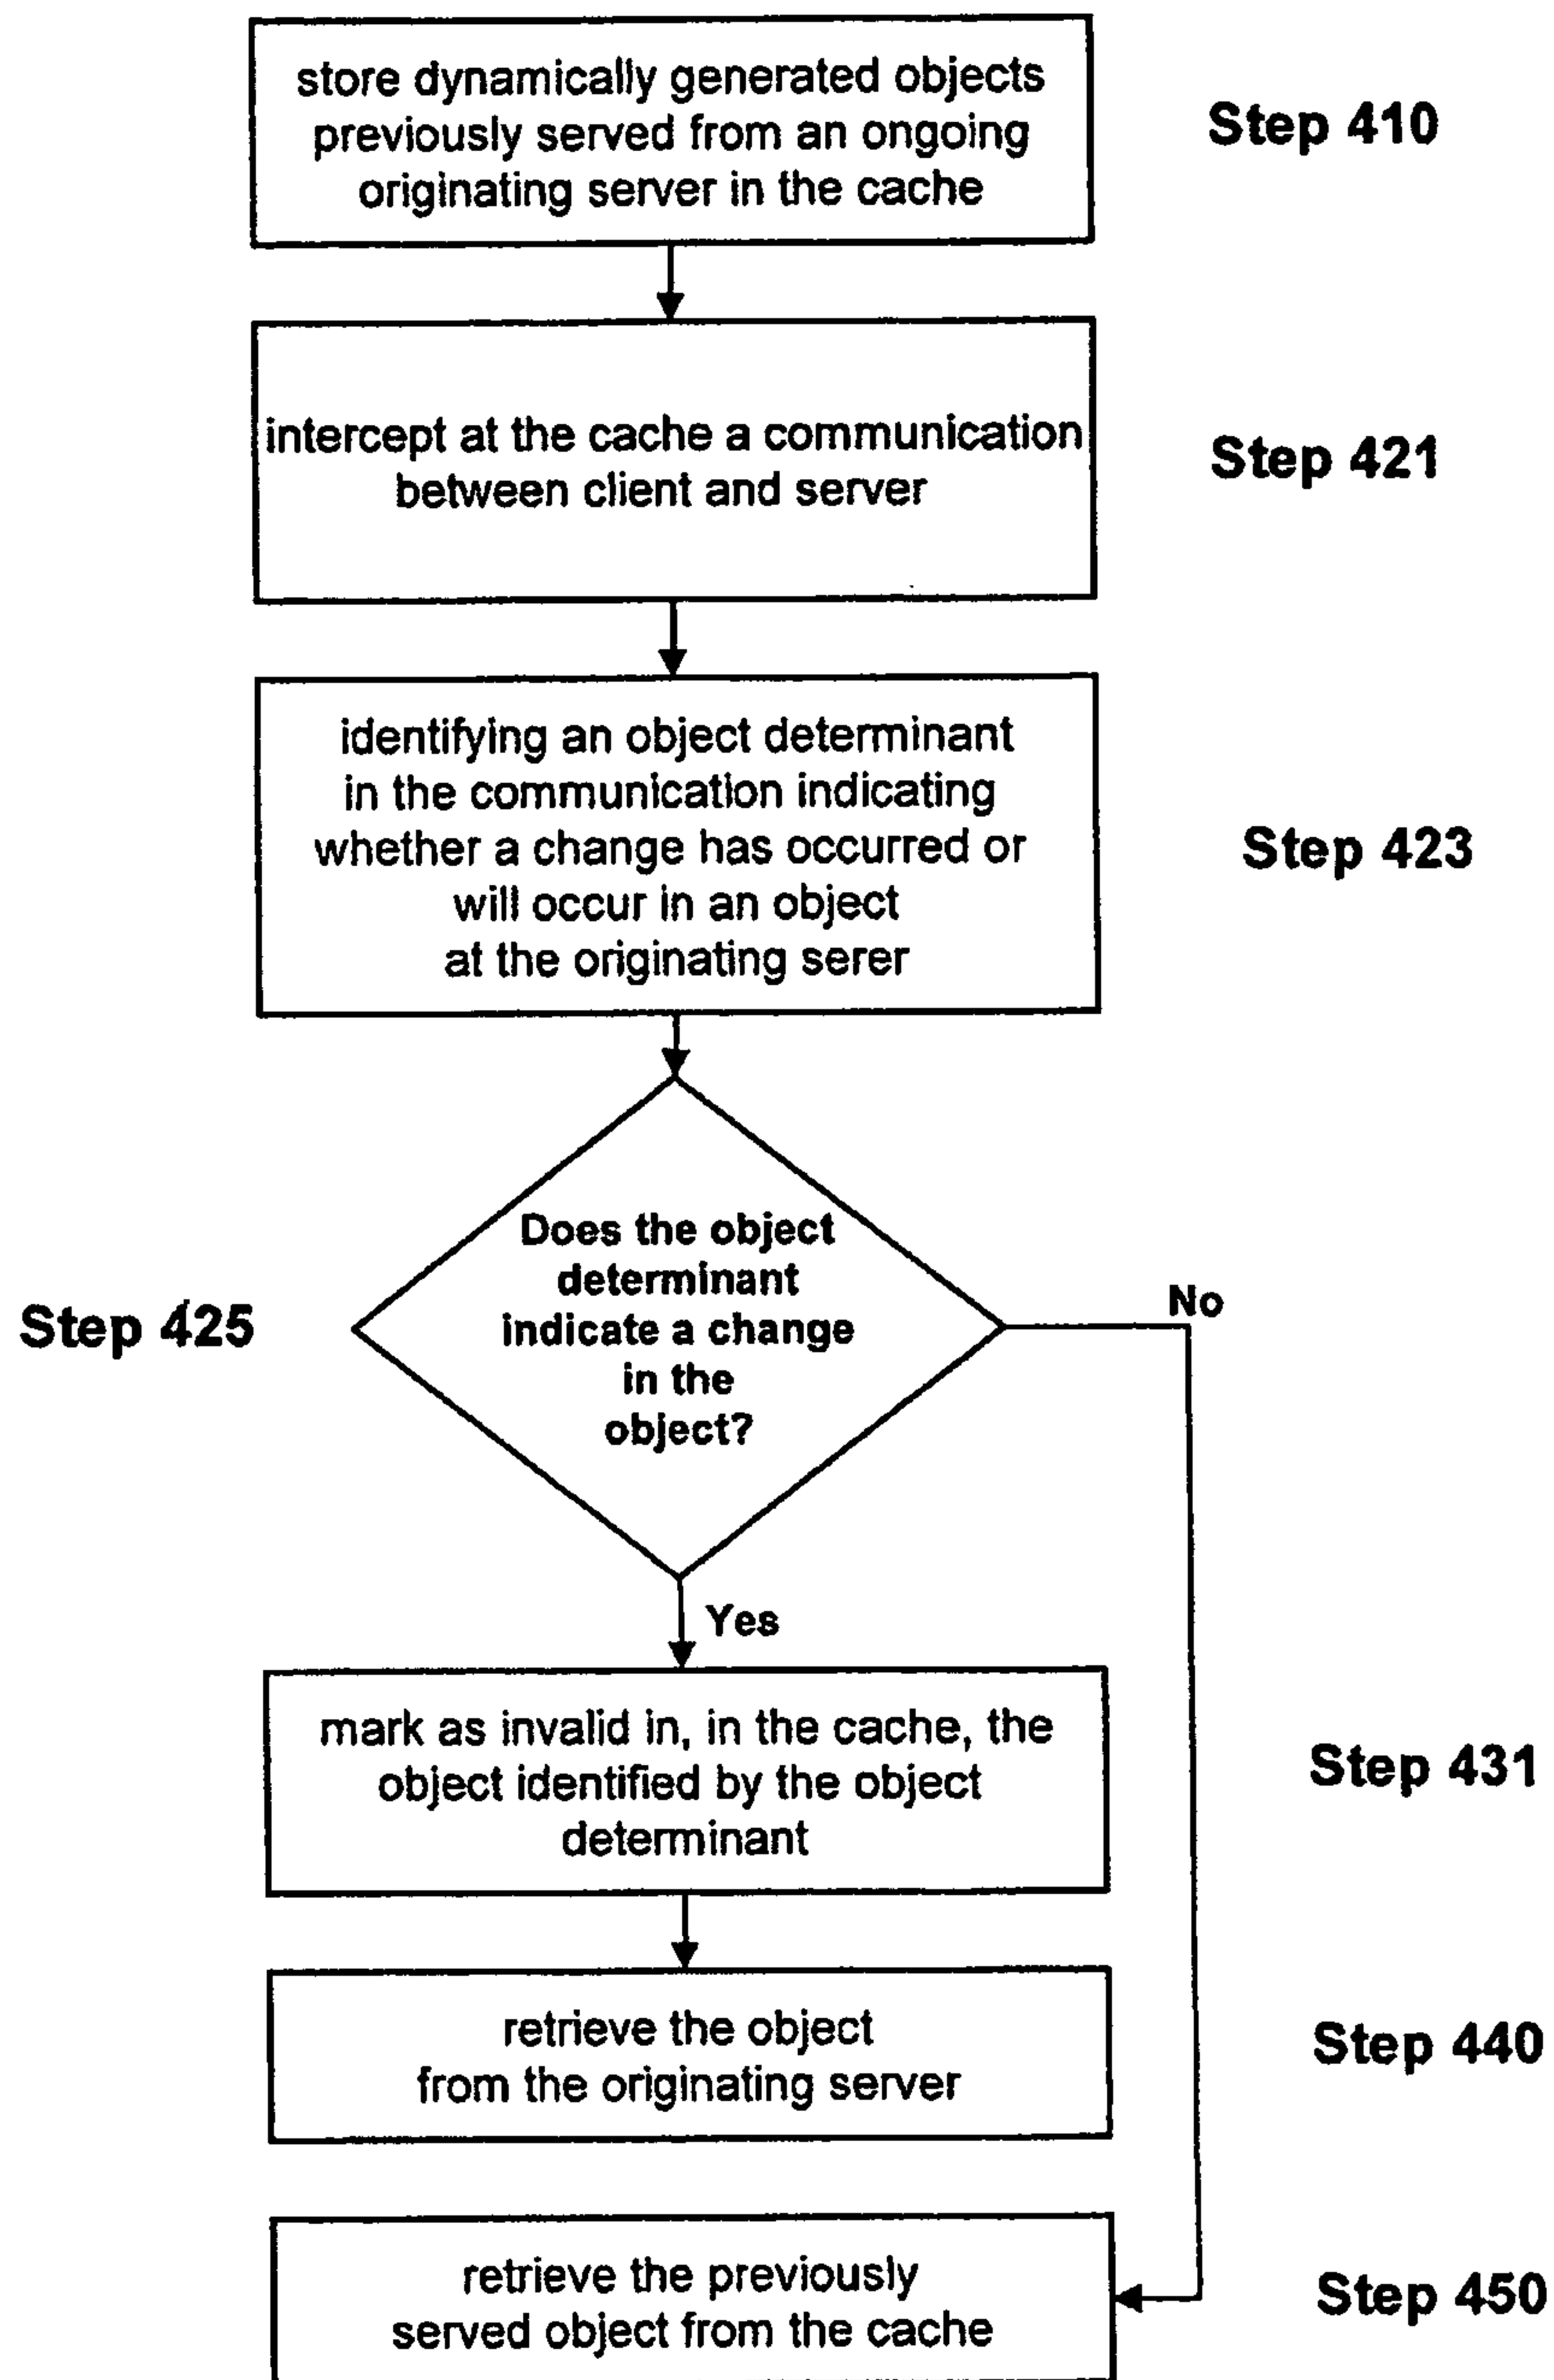 store dynamically generated objects
previously served from an ongoing
originating server in the cache
Step 410
intercept at the cache a communication
between client and server
Step 421
identifying an object determinant
in the communication indicating
whether a change has occurred or
will occur in an object
at the originating serer
Step 423
Does the object
determinant
indicate a change
in the
object?
Step 425
No
Yes
mark as invalid in, in the cache, the
object identified by the object
determinant
Step 431
retrieve the object
from the originating server
Step 440
retrieve the previously
served object from the cache
Step 450